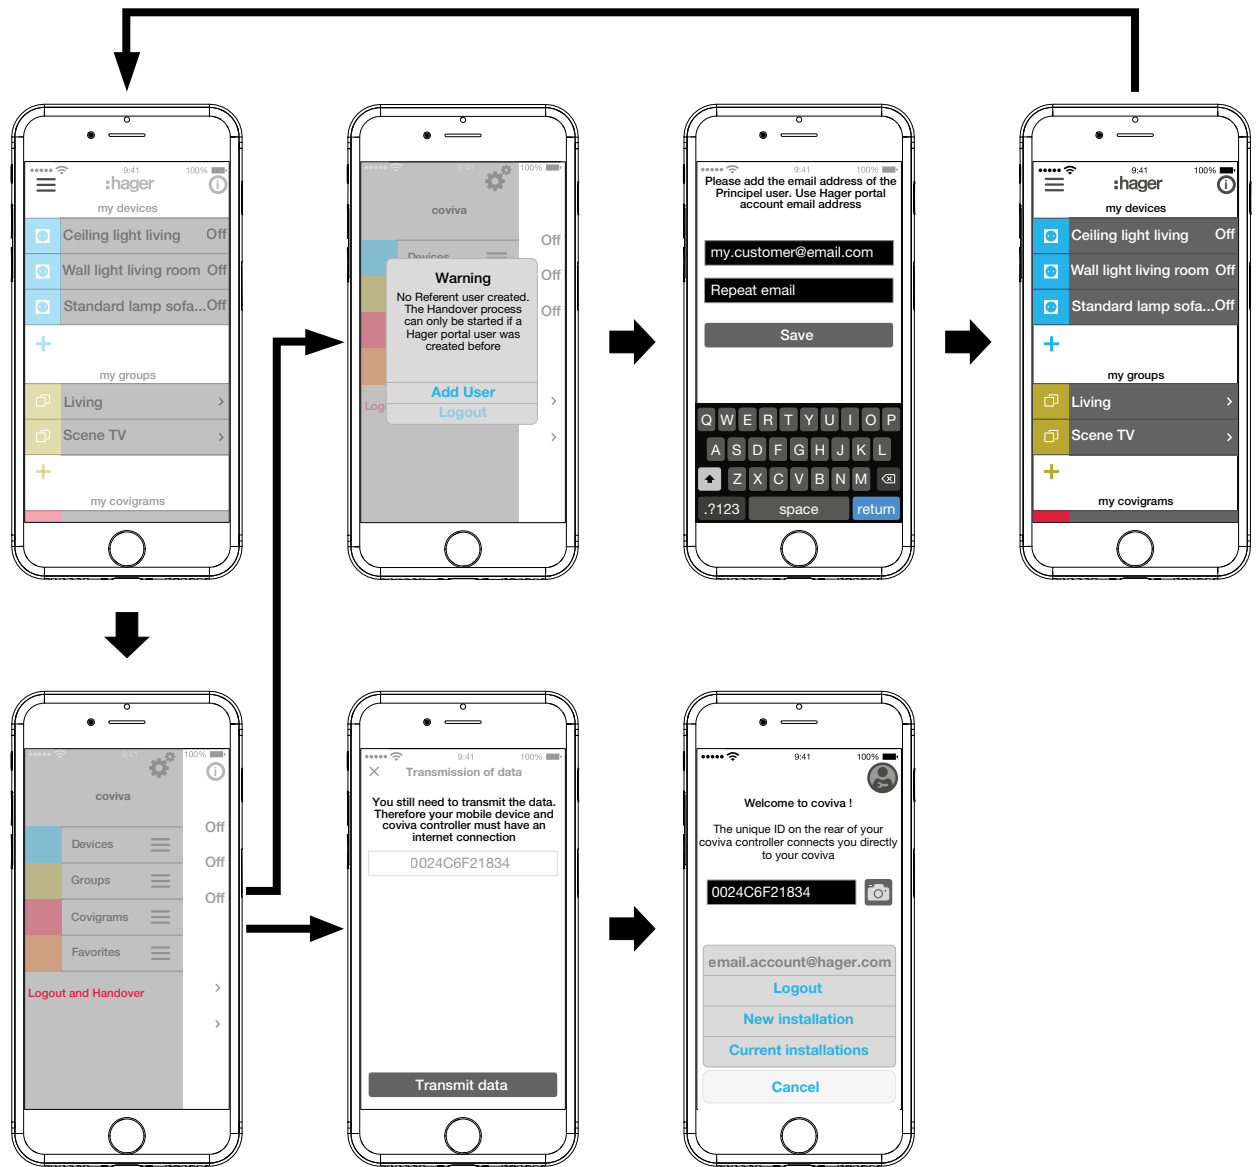 9:41 100%
:hager
my devices
Ceiling light living Off
Wall light living room Off
Standard lamp sofa...Off
+
my groups
Living
Scene TV
+
my covigrams
9:41 100%
coviva
Off
Devices
Off
Off
Warning
No Referent user created.
The Handover process
can only be started if a
Hager portal user was
created before
Add User
Logout
Log
9:41 100%
Please add the email address of the
Principel user. Use Hager portal
account email address
my.customer@email.com
Repeat email
Save
Q W E R T Y U I O P
A S D F G H J K L
Z X C V B N M
.?123 space return
9:41 100%
:hager
my devices
Ceiling light living Off
Wall light living room Off
Standard lamp sofa...Off
+
my groups
Living
Scene TV
+
my covigrams
9:41 100%
coviva
Off
Devices
Off
Groups
Off
Covigrams
Favorites
Logout and Handover
9:41 100%
Transmission of data
You still need to transmit the data.
Therefore your mobile device and
coviva controller must have an
internet connection
0024C6F21834
Transmit data
9:41 100%
Welcome to coviva !
The unique ID on the rear of your
coviva controller connects you directly
to your coviva
0024C6F21834
email.account@hager.com
Logout
New installation
Current installations
Cancel